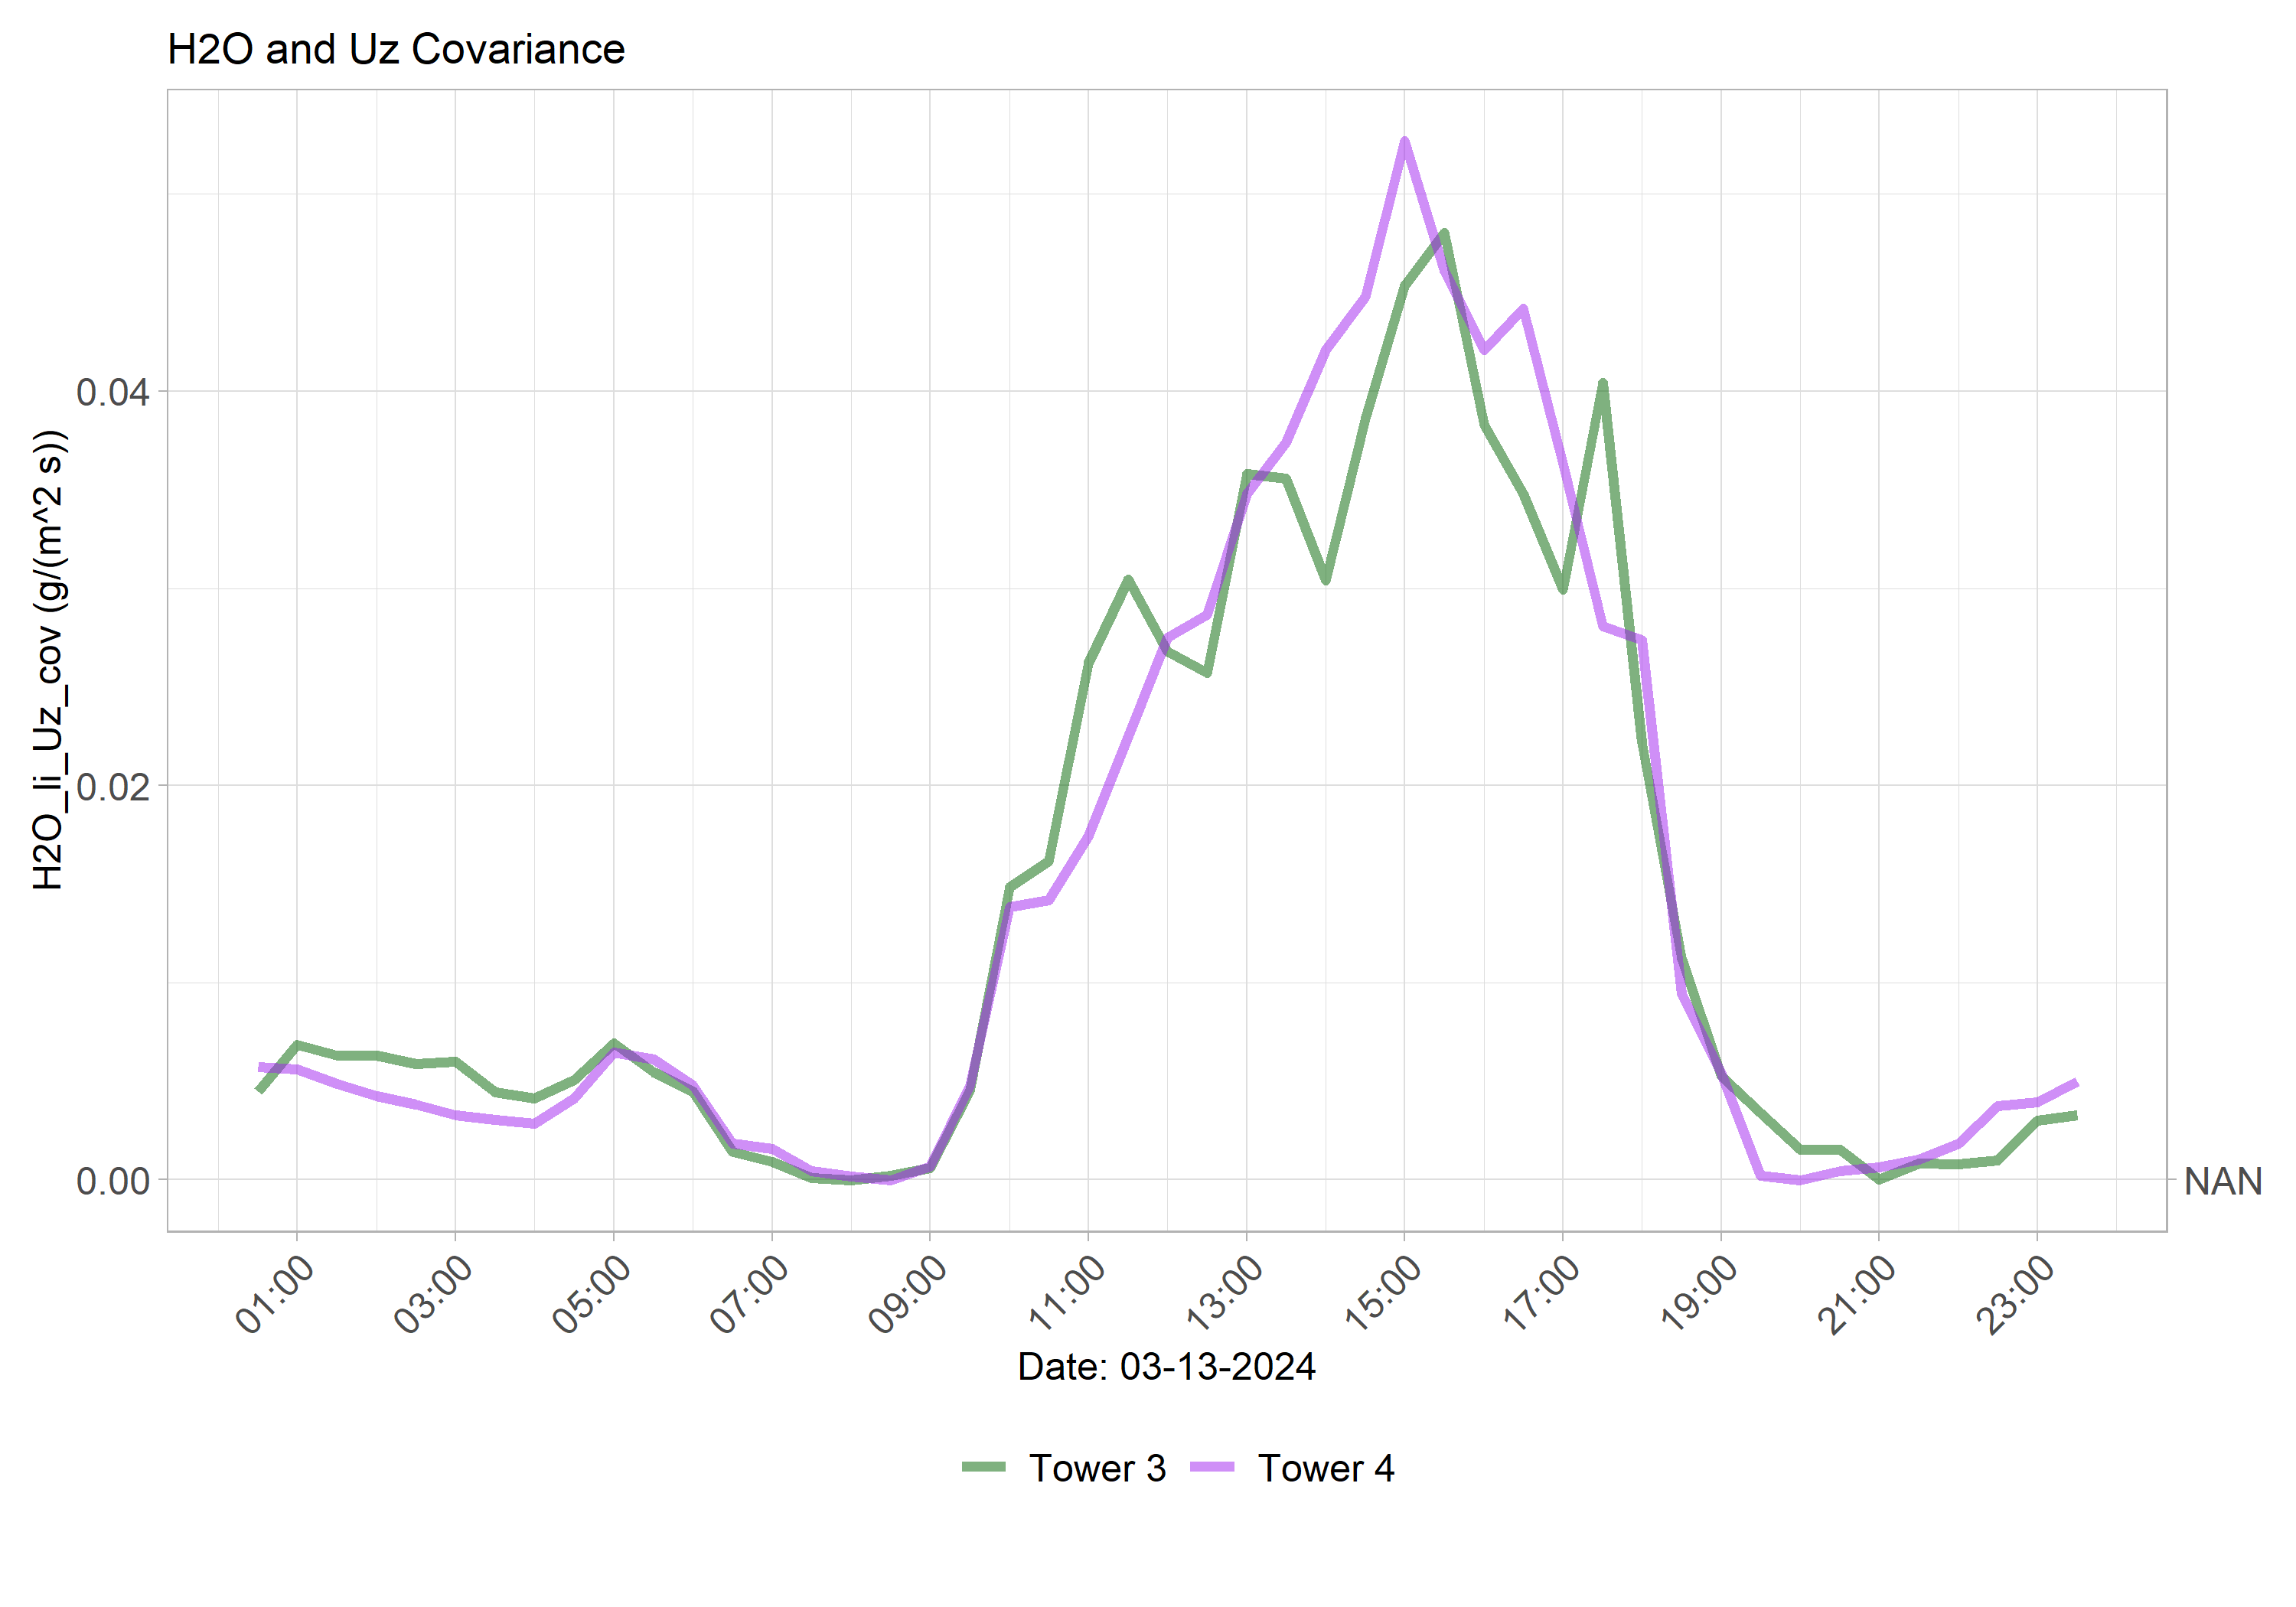 H2O and Uz Covariance
H2O_li_Uz_cov (g/(m^2 s))
0.04
0.02
0.00
NAN
01:00
03:00
05:00
07:00
09:00
11:00
13:00
15:00
17:00
19:00
21:00
23:00
Date: 03-13-2024
Tower 3
Tower 4